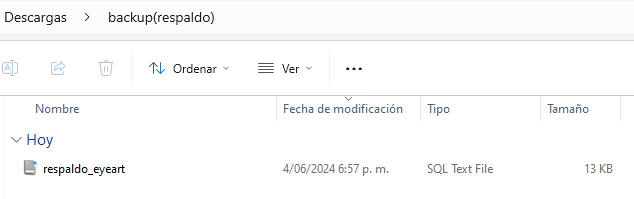 Descargas > backup(respaldo)
Ordenar Ver ...
Nombre Fecha de modificación Tipo Tamaño
Hoy
respaldo_eyeart 4/06/2024 6:57 p. m. SQL Text File 13 KB